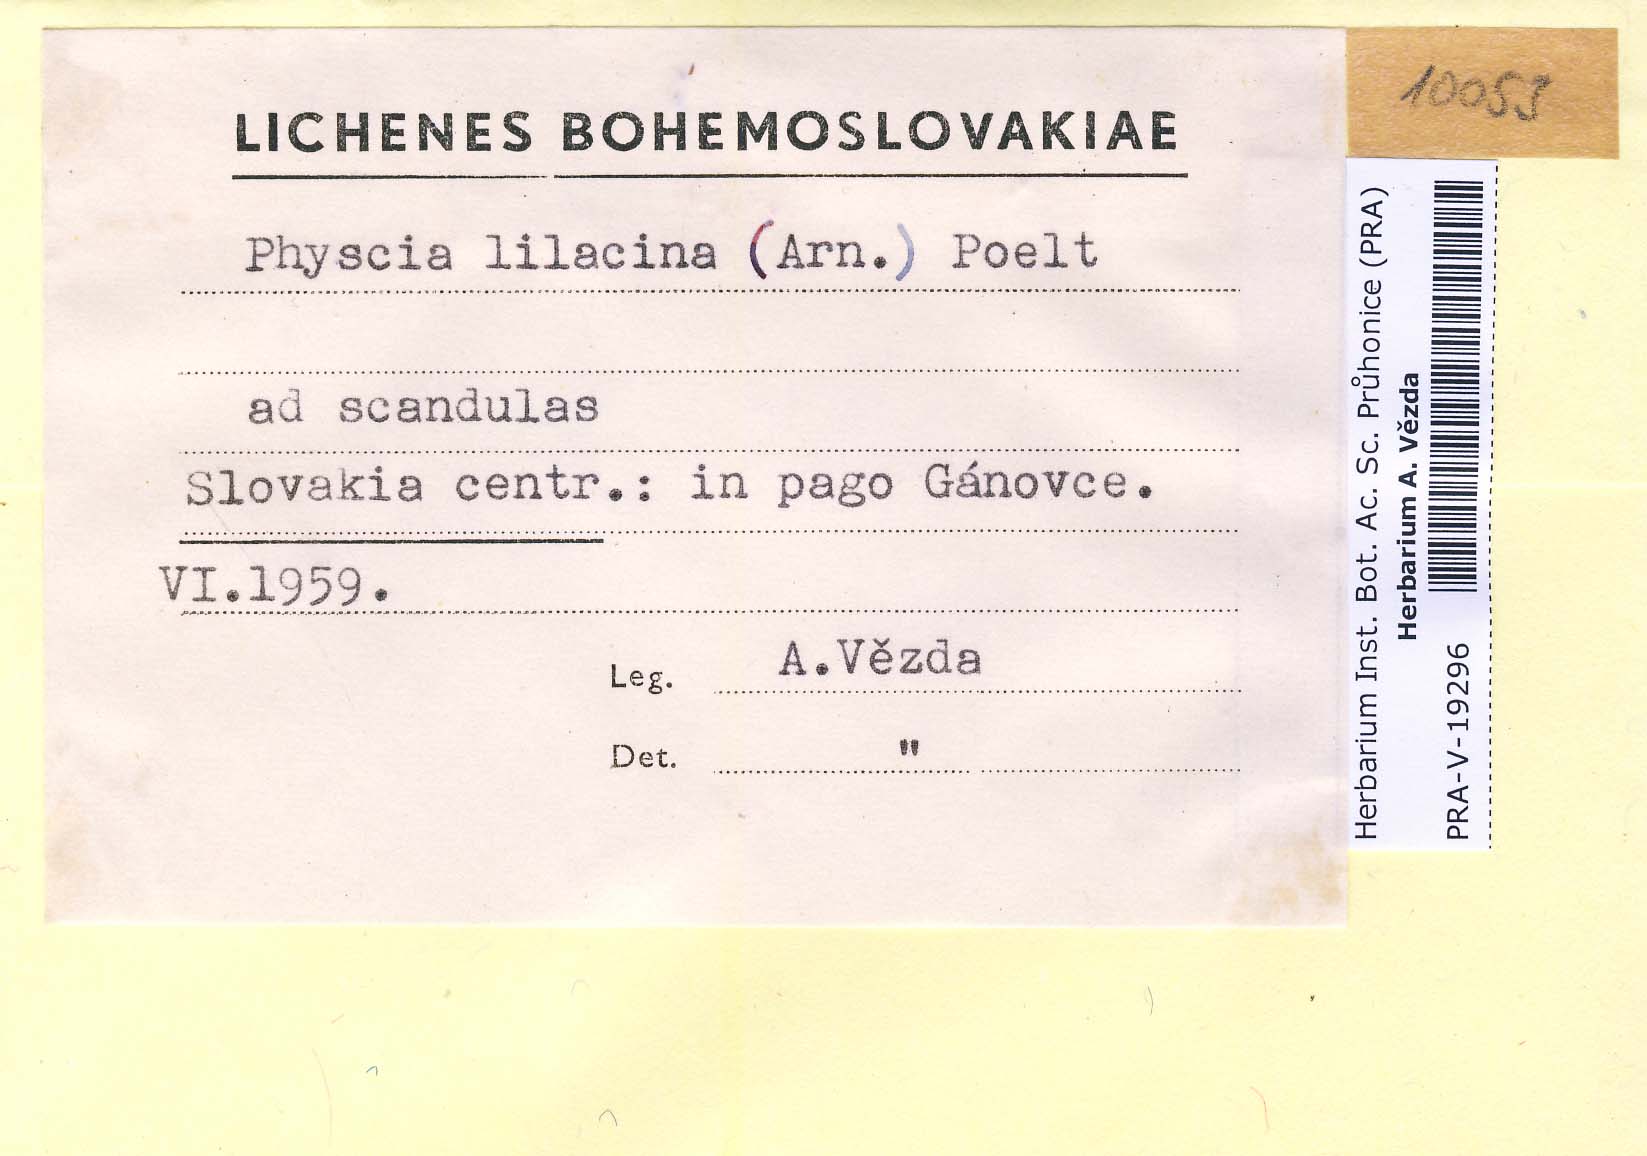 LICHENES BOHEMOSLOVAKIAE
Physcia lilacina (Arn.) Poelt
ad scandulas
Slovakia centr.: in pago Gánovce.
VI.1959.
Leg. A.Vězda
Det. "
10053
Herbarium Inst. Bot. Ac. Sc. Průhonice (PRA)
Herbarium A. Vězda
PRA-V-19296